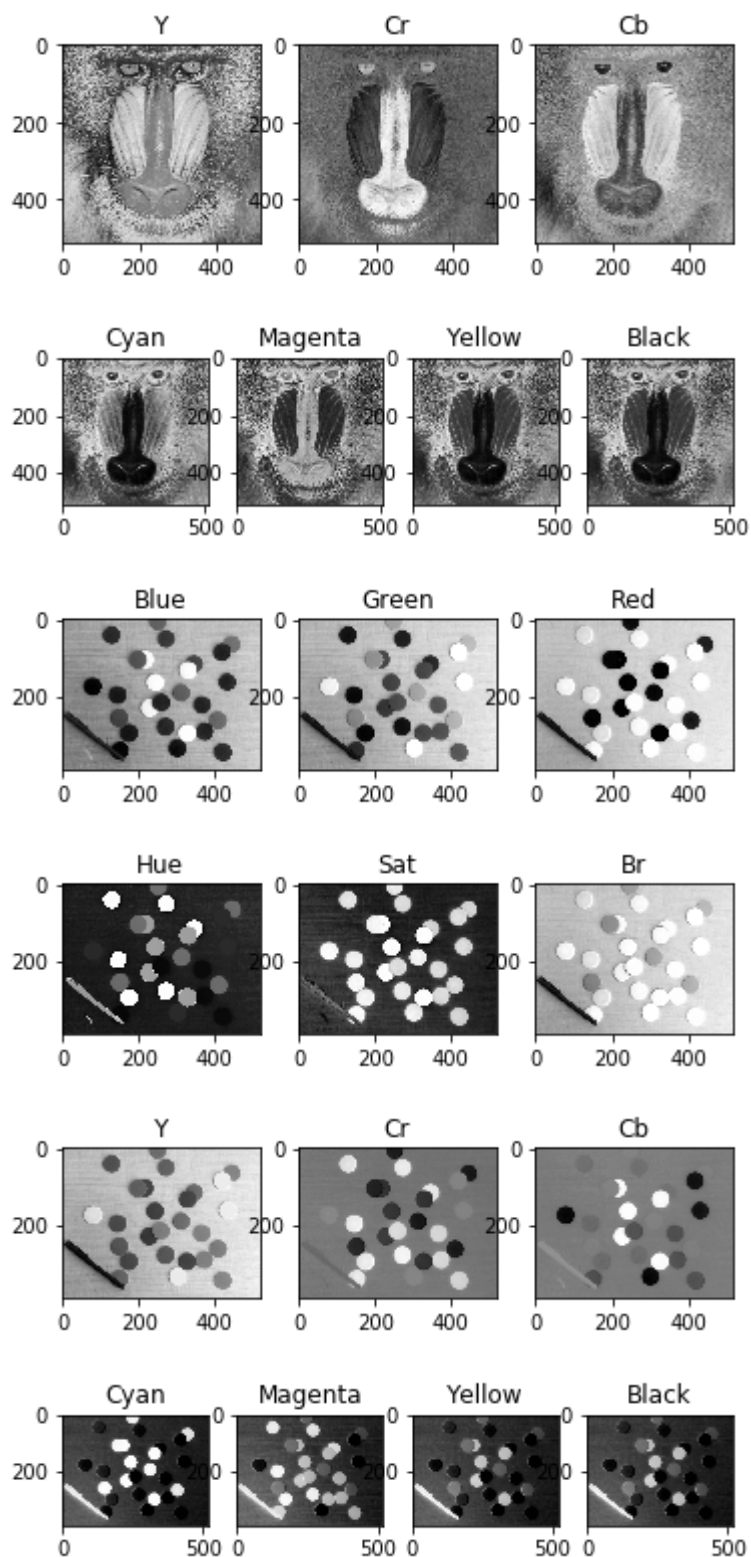 Y Cr Cb
0 0 0
200 200 200
400 400 400
0 200 400 0 200 400 0 200 400
Cyan Magenta Yellow Black
0 0 0 0
200 200 200 200
400 400 400 400
0 500 0 500 0 500 0 500
Blue Green Red
0 0 0
200 200 200
0 200 400 0 200 400 0 200 400
Hue Sat Br
0 0 0
200 200 200
0 200 400 0 200 400 0 200 400
Y Cr Cb
0 0 0
200 200 200
0 200 400 0 200 400 0 200 400
Cyan Magenta Yellow Black
0 0 0 0
200 200 200 200
0 500 0 500 0 500 0 500